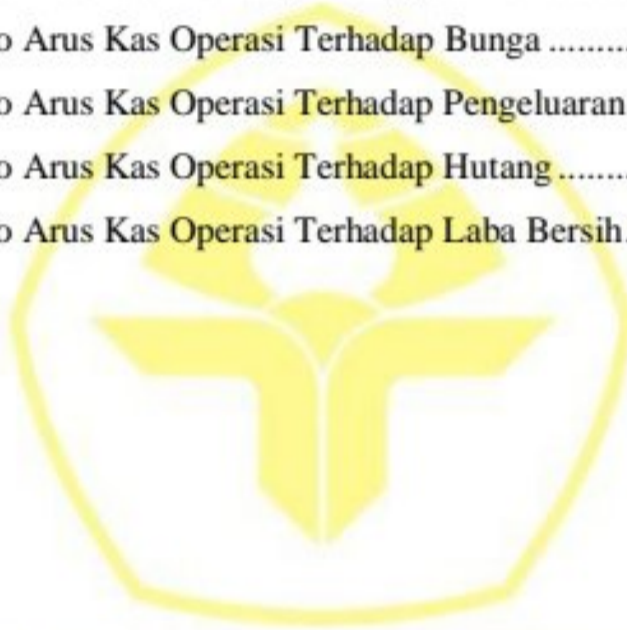 o Arus Kas Operasi Terhadap Bunga .........
o Arus Kas Operasi Terhadap Pengeluaran
o Arus Kas Operasi Terhadap Hutang ........
o Arus Kas Operasi Terhadap Laba Bersih.